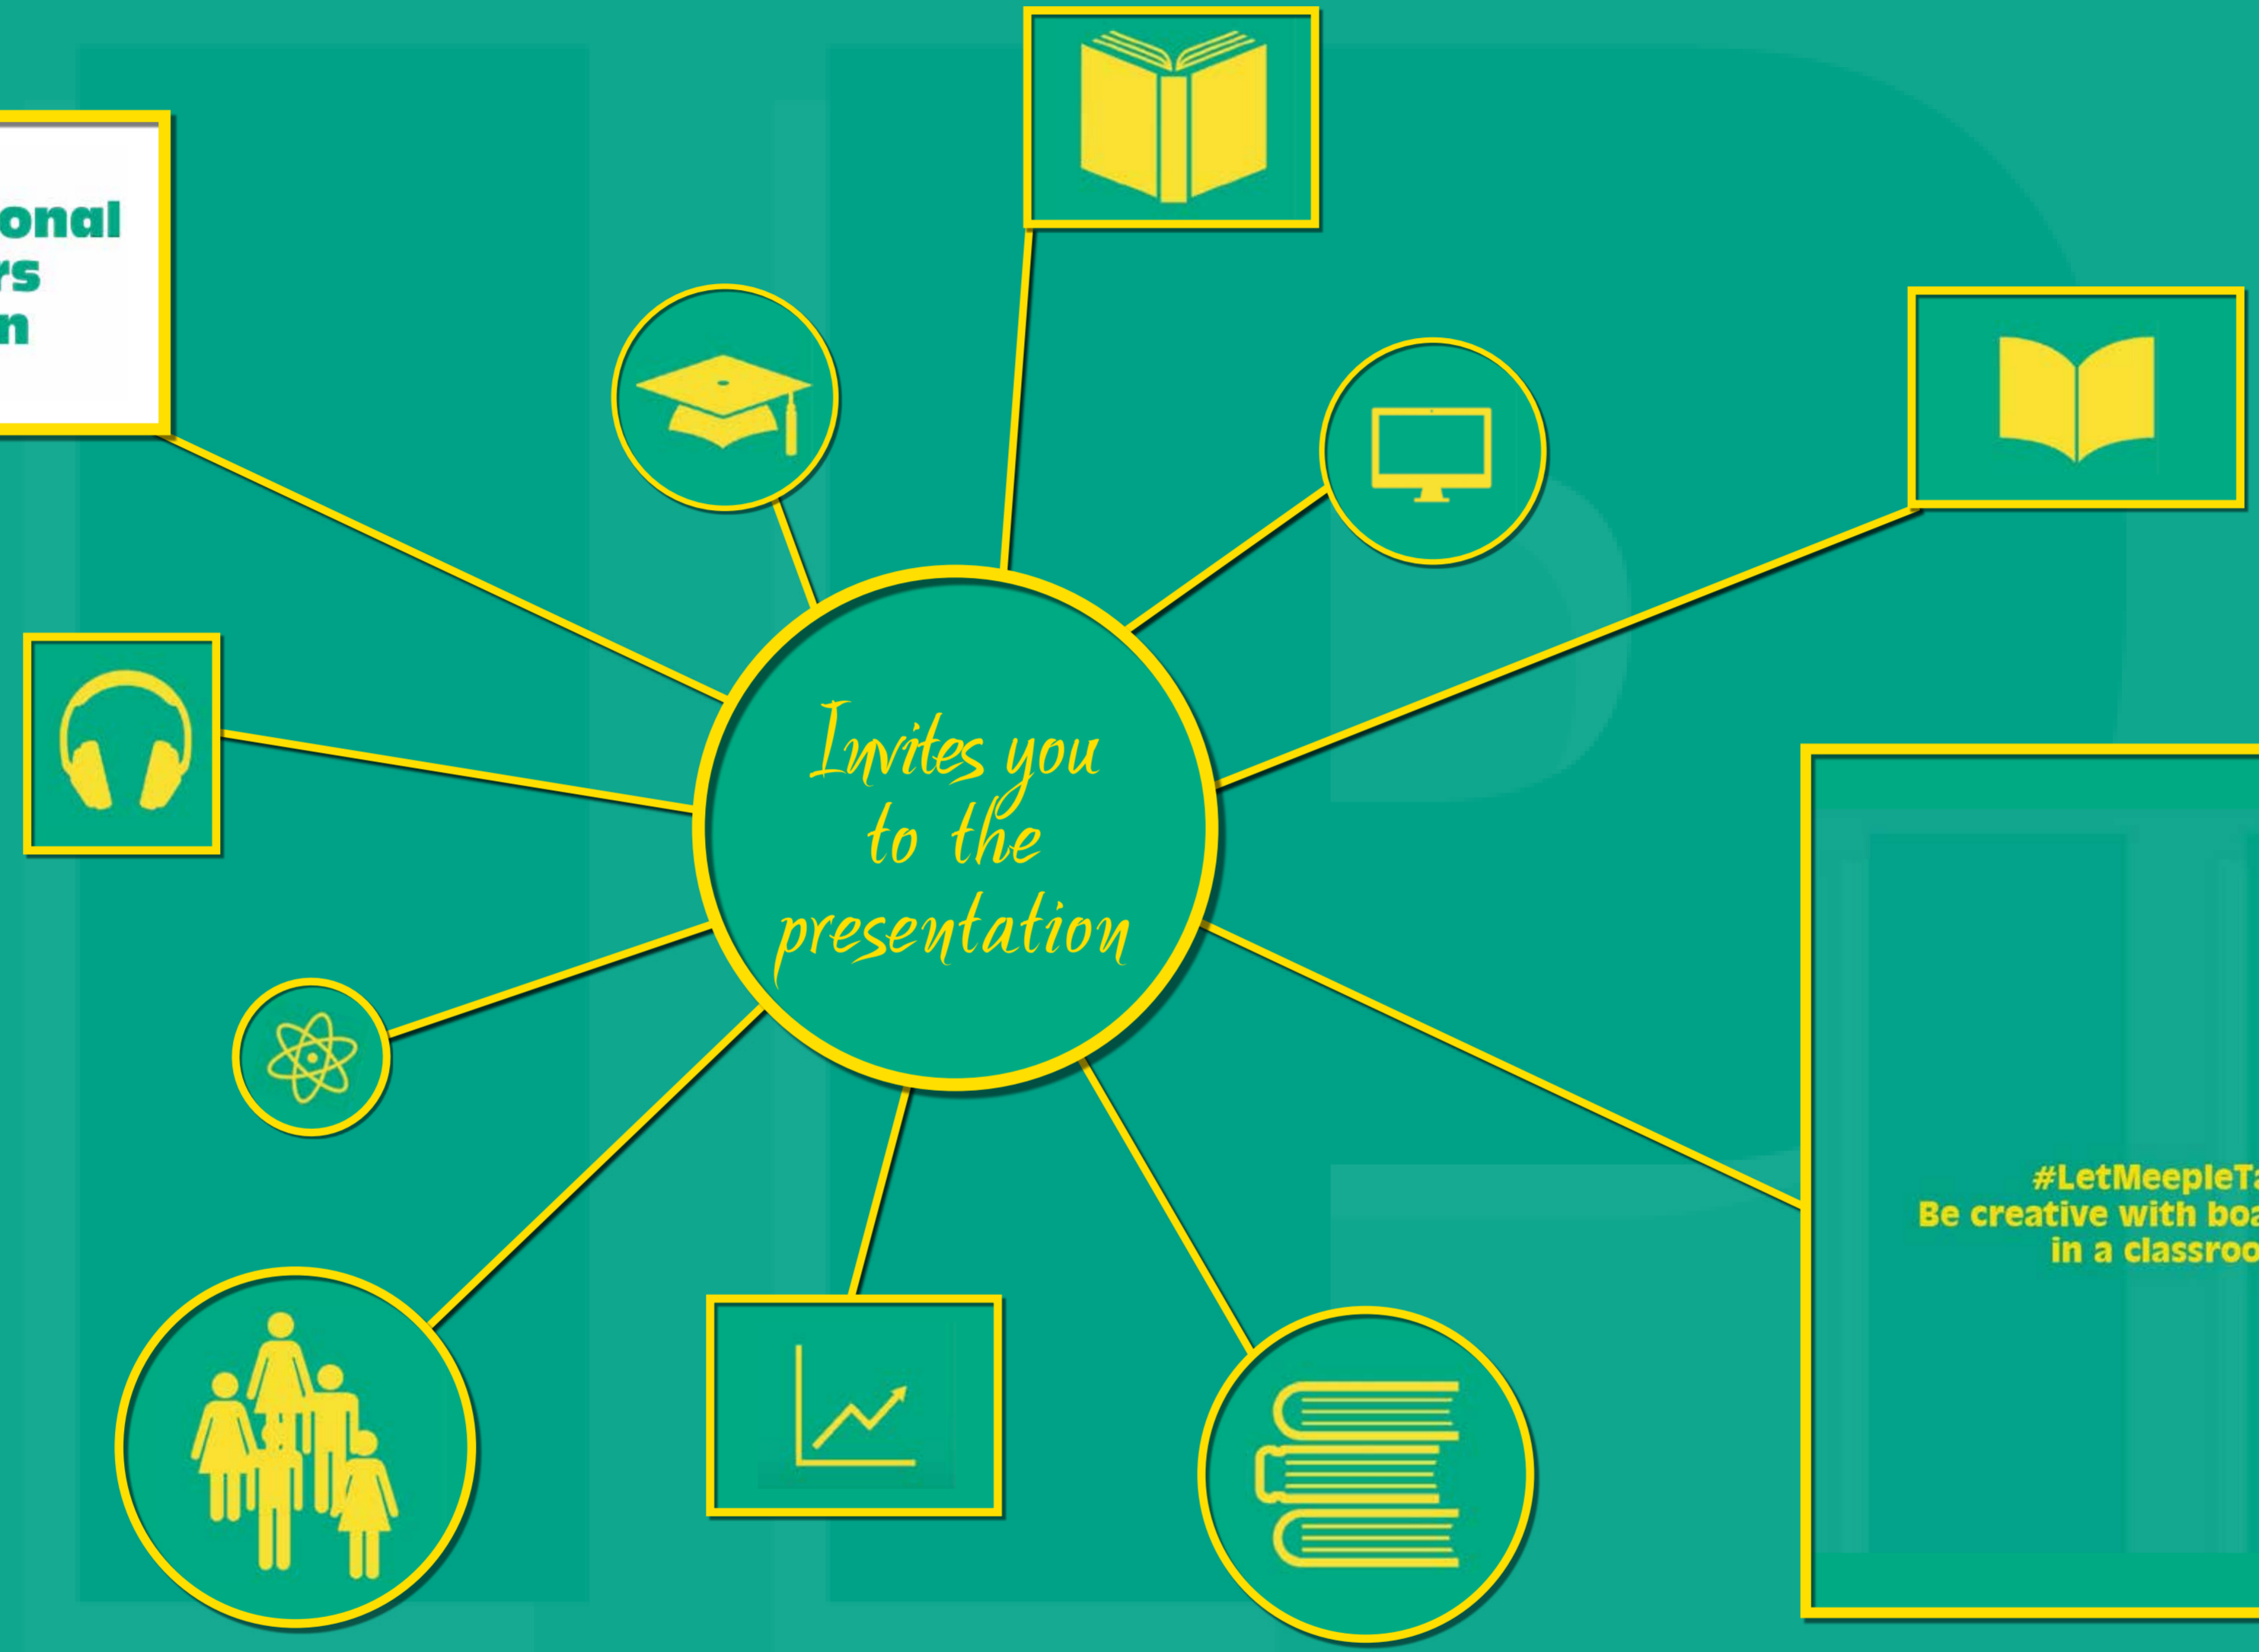 onal
rs
n
Invites you
to the
presentation
#LetMeepleTa
Be creative with boa
in a classroo